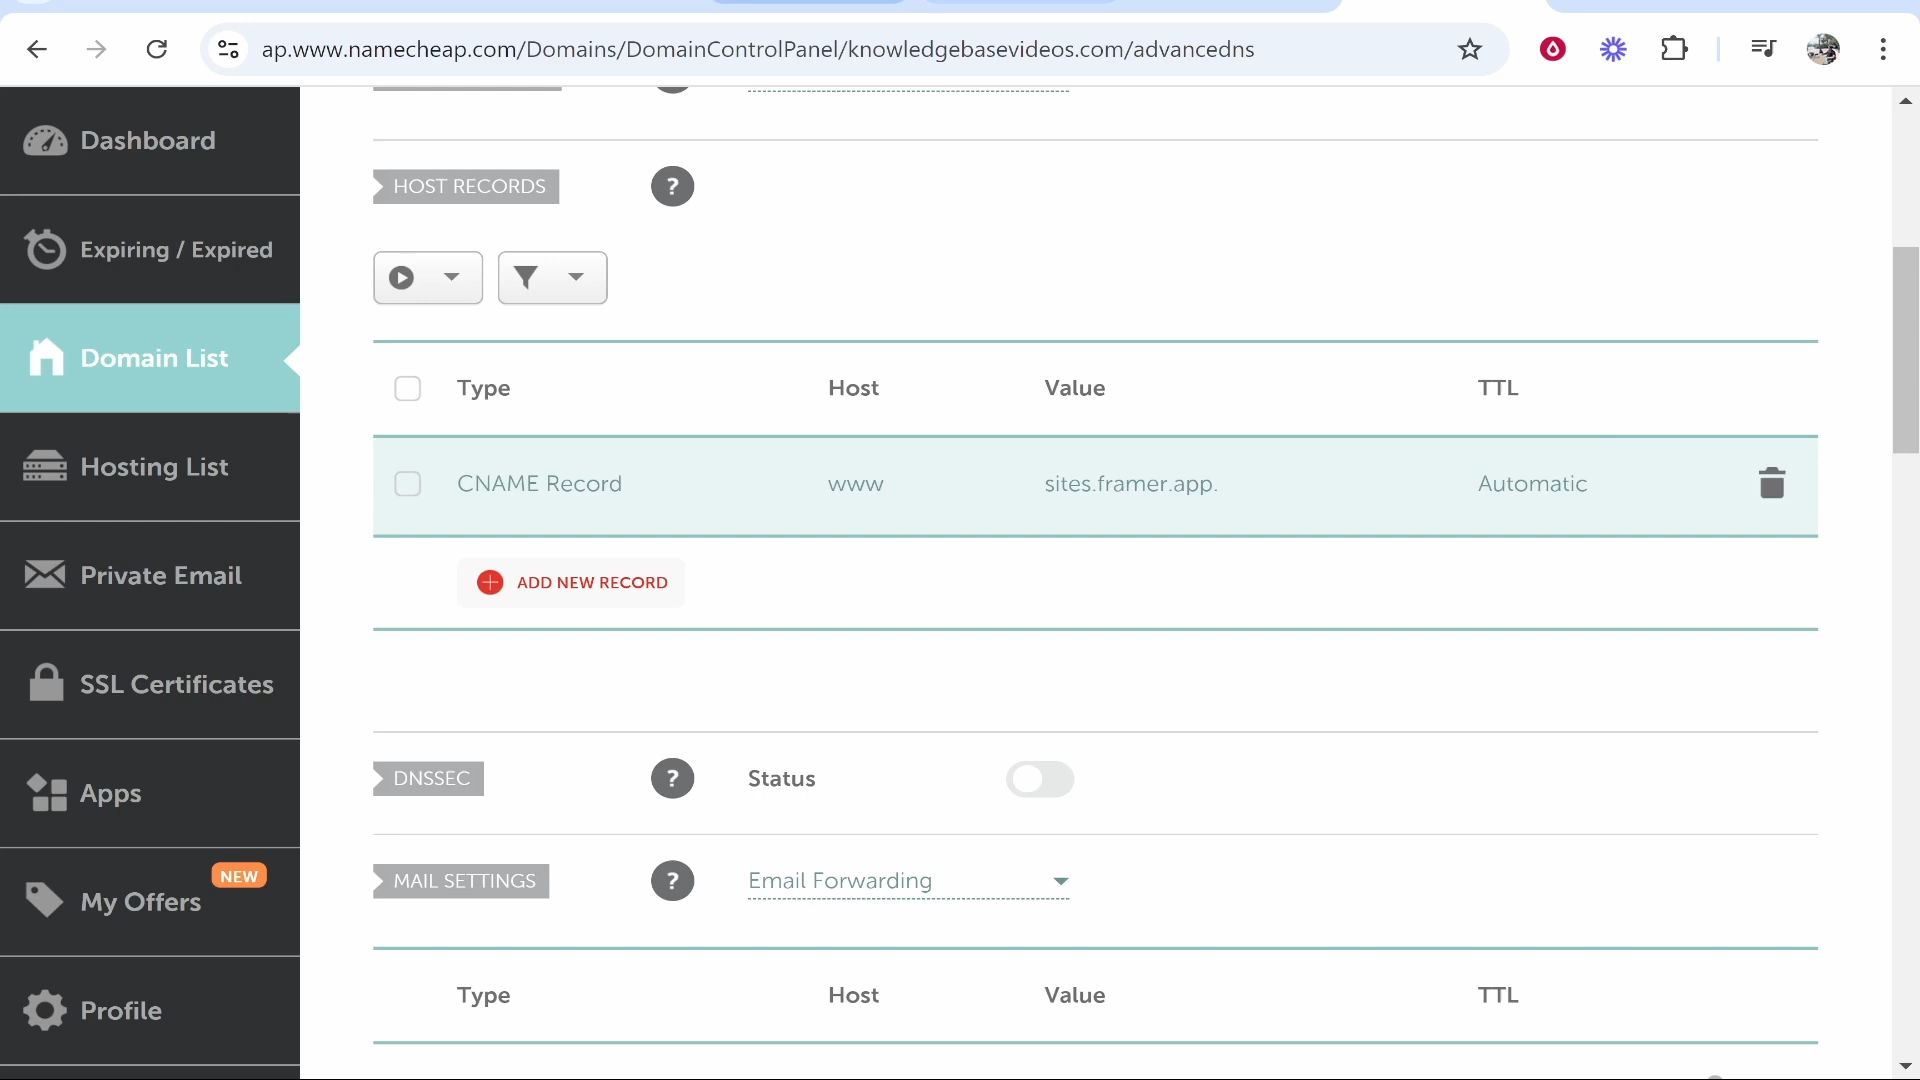 ap.www.namecheap.com/Domains/DomainControlPanel/knowledgebasevideos.com/advanceddns
Dashboard
Expiring / Expired
Domain List
Hosting List
Private Email
SSL Certificates
Apps
NEW
My Offers
Profile
HOST RECORDS
?
Type Host Value TTL
CNAME Record www sites.framer.app. Automatic
ADD NEW RECORD
DNSSEC ? Status
MAIL SETTINGS ? Email Forwarding
Type Host Value TTL